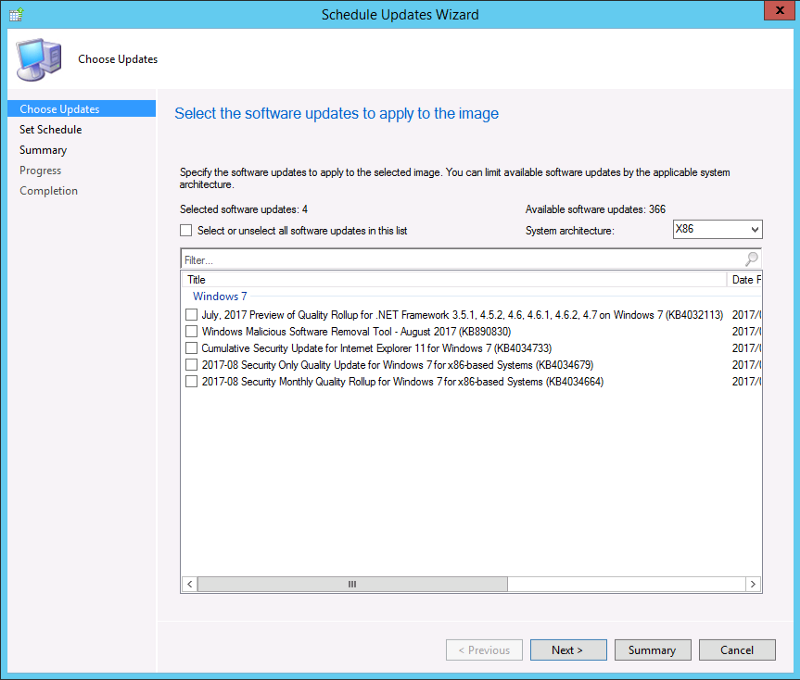 Schedule Updates Wizard
x
Choose Updates
Choose Updates
Set Schedule
Summary
Progress
Completion
Select the software updates to apply to the image
Specify the software updates to apply to the selected image. You can limit available software updates by the applicable system
architecture.
Selected software updates: 4
Available software updates: 366
Select or unselect all software updates in this list
System architecture:
X86
Filter...
Title
Date F
Windows 7
July, 2017 Preview of Quality Rollup for .NET Framework 3.5.1, 4.5.2, 4.6, 4.6.1, 4.6.2, 4.7 on Windows 7 (KB4032113) 2017/
Windows Malicious Software Removal Tool - August 2017 (KB890830) 2017/
Cumulative Security Update for Internet Explorer 11 for Windows 7 (KB4034733) 2017/
2017-08 Security Only Quality Update for Windows 7 for x86-based Systems (KB4034679) 2017/
2017-08 Security Monthly Quality Rollup for Windows 7 for x86-based Systems (KB4034664) 2017/
< Previous
Next >
Summary
Cancel